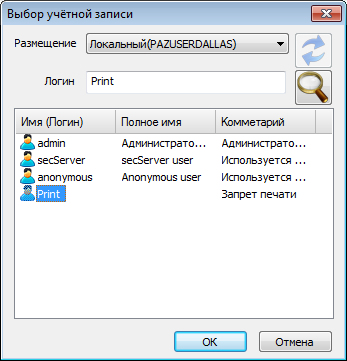 Выбор учётной записи
Размещение Локальный(PAZUSERDALLAS)
Логин Print
Имя (Логин) Полное имя Комментарий
admin Администрато... Администрато...
secServer secServer user Используется ...
anonymous Anonymous user Используется ...
Print Запрет печати
OK Отмена